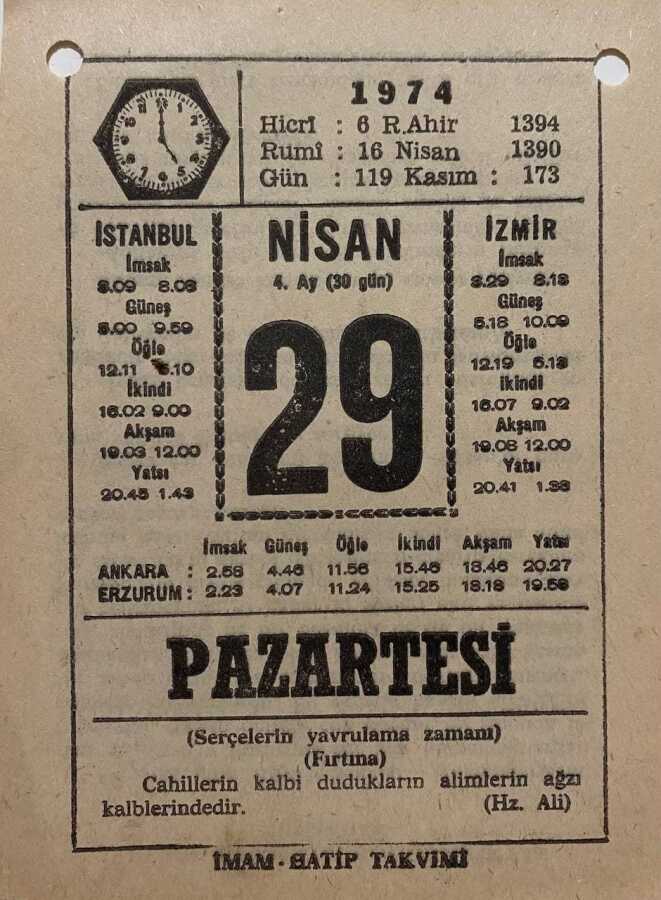 1974
Hicrî : 6 R.Ahir 1394
Rumî : 16 Nisan 1390
Gün : 119 Kasım : 173
İSTANBUL
İmsak
3.09 8.08
Güneş
5.00 9.59
Öğle
12.11 5.10
İkindi
16.02 9.00
Akşam
19.03 12.00
Yatsı
20.45 1.43
NİSAN
4. Ay (30 gün)
29
İZMİR
İmsak
3.29 8.18
Güneş
5.18 10.09
Öğle
12.19 5.13
İkindi
16.07 9.02
Akşam
19.08 12.00
Yatsı
20.41 1.38
İmsak Güneş Öğle İkindi Akşam Yatsı
ANKARA : 2.58 4.46 11.56 15.46 18.46 20.27
ERZURUM : 2.23 4.07 11.24 15.25 18.18 19.58
PAZARTESİ
(Serçelerin yavrulama zamanı)
(Fırtına)
Cahillerin kalbi dudukların alimlerin ağzı
kalblerindedir. (Hz. Ali)
İMAM - HATİP TAKVİMİ